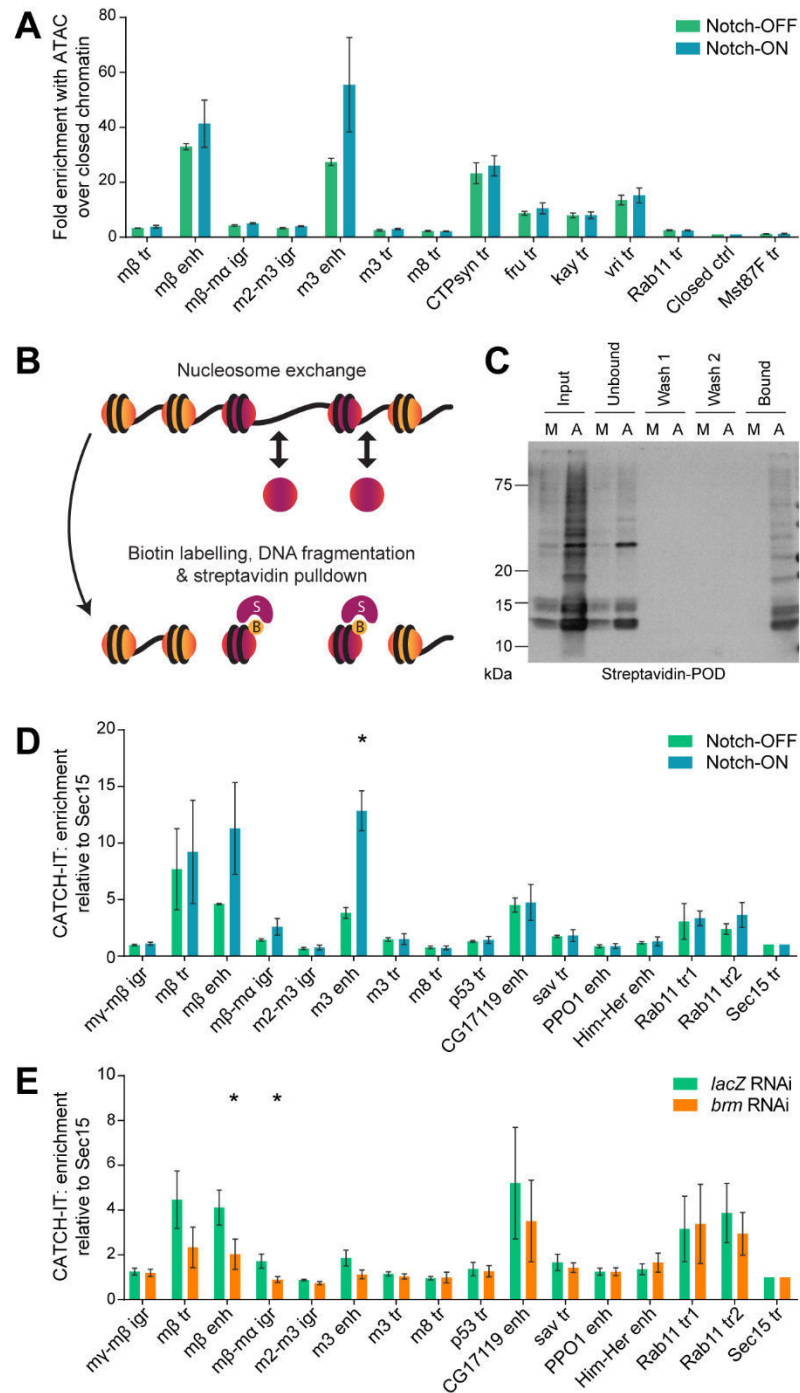 A
Fold enrichment with ATAC
over closed chromatin
80
60
40
20
0
Notch-OFF
Notch-ON
mβ tr
mβ enh
mβ-mα igr
m2-m3 igr
m3 enh
m3 tr
m8 tr
CTPsyn tr
fru tr
kay tr
vri tr
Rab11 tr
Closed ctrl
Mst87F tr
B
Nucleosome exchange
Biotin labelling, DNA fragmentation
& streptavidin pulldown
S
B
S
B
C
Input
Unbound
Wash 1
Wash 2
Bound
M A M A M A M A M A
75
20
15
10
kDa
Streptavidin-POD
D
CATCH-IT: enrichment
relative to Sec15
20
15
10
5
0
*
Notch-OFF
Notch-ON
mγ-mβ igr
mβ tr
mβ enh
mβ-mα igr
m2-m3 igr
m3 enh
m3 tr
m8 tr
p53 tr
CG17119 enh
sav tr
PPO1 enh
Him-Her enh
Rab11 tr1
Rab11 tr2
Sec15 tr
E
CATCH-IT: enrichment
relative to Sec15
10
8
6
4
2
0
* *
lacZ RNAi
brm RNAi
mγ-mβ igr
mβ tr
mβ enh
mβ-mα igr
m2-m3 igr
m3 enh
m3 tr
m8 tr
p53 tr
CG17119 enh
sav tr
PPO1 enh
Him-Her enh
Rab11 tr1
Rab11 tr2
Sec15 tr